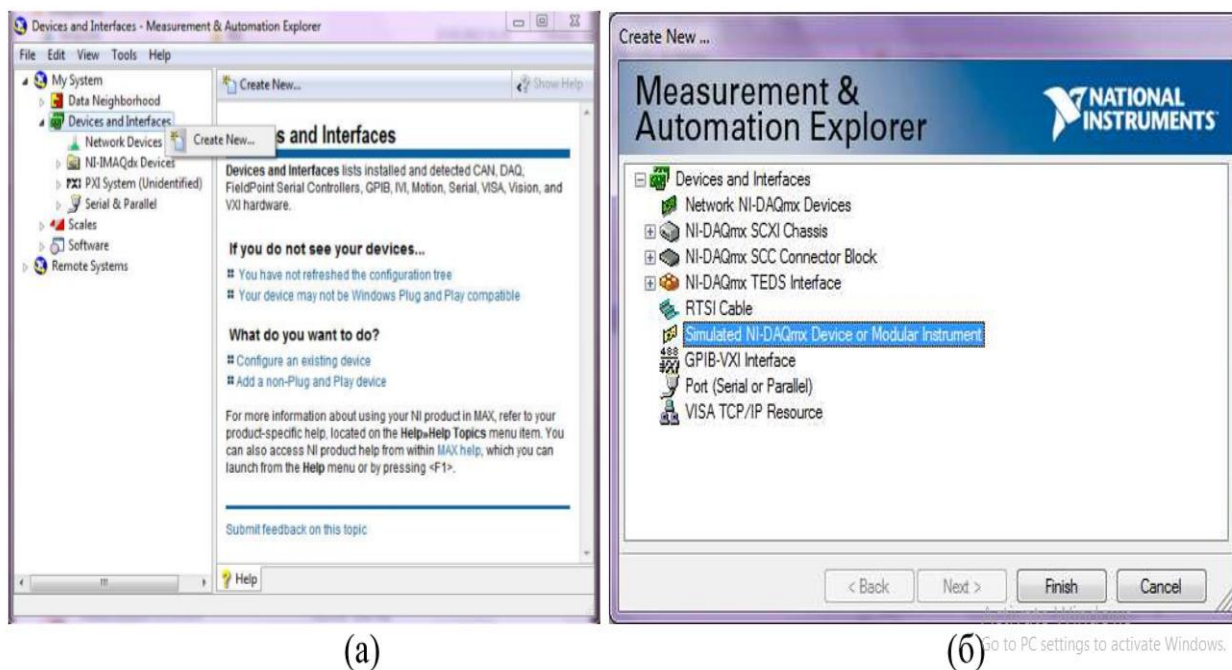 Devices and Interfaces - Measurement & Automation Explorer
File Edit View Tools Help
My System
Data Neighborhood
Devices and Interfaces
Network Devices
NI-IMAQdx Devices
PXI PXI System (Unidentified)
Serial & Parallel
Scales
Software
Remote Systems
Create New...
Create New...
Show Help
s and Interfaces
Devices and Interfaces lists installed and detected CAN, DAQ,
FieldPoint Serial Controllers, GPIB, IVI, Motion, Serial, VISA, Vision, and
VXI hardware.
If you do not see your devices...
You have not refreshed the configuration tree
Your device may not be Windows Plug and Play compatible
What do you want to do?
Configure an existing device
Add a non-Plug and Play device
For more information about using your NI product in MAX, refer to your
product-specific help, located on the Help»Help Topics menu item. You
can also access NI product help from within MAX help, which you can
launch from the Help menu or by pressing <F1>.
Submit feedback on this topic
Help
(а)
Create New ...
Measurement &
Automation Explorer
NATIONAL
INSTRUMENTS
Devices and Interfaces
Network NI-DAQmx Devices
NI-DAQmx SCXI Chassis
NI-DAQmx SCC Connector Block
NI-DAQmx TEDS Interface
RTSI Cable
Simulated NI-DAQmx Device or Modular Instrument
488 GPIB-VXI Interface
Port (Serial or Parallel)
VISA TCP/IP Resource
< Back Next > Finish Cancel
Activate Windows
Go to PC settings to activate Windows.
(б)